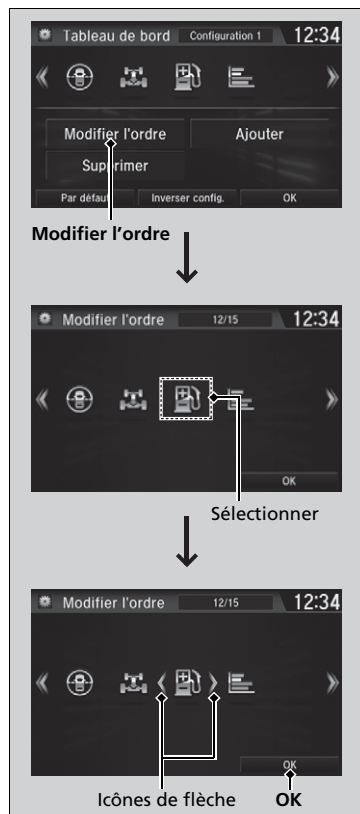 Tableau de bord Configuration 1 12:34
Modifier l'ordre Ajouter
Supprimer
Par défaut Inverser config. OK
Modifier l'ordre
Modifier l'ordre 12/15 12:34
OK
Sélectionner
Modifier l'ordre 12/15 12:34
OK
Icônes de flèche OK